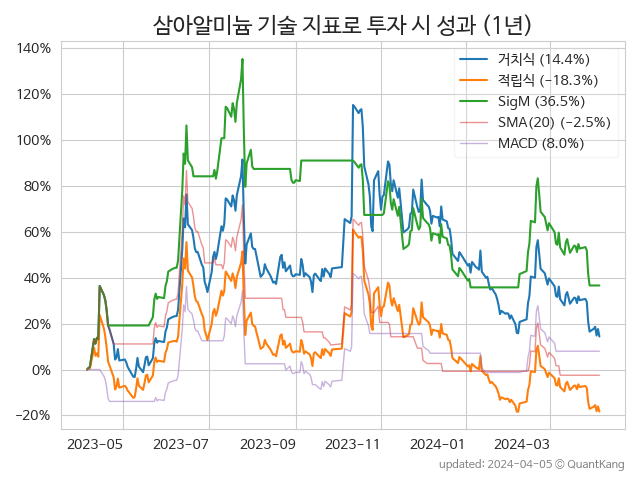 삼아알미늄 기술 지표로 투자 시 성과 (1년)
140%
120%
100%
80%
60%
40%
20%
0%
−20%
거치식 (14.4%)
적립식 (−18.3%)
SigM (36.5%)
SMA(20) (−2.5%)
MACD (8.0%)
2023−05
2023−07
2023−09
2023−11
2024−01
2024−03
updated: 2024−04−05 © QuantKang